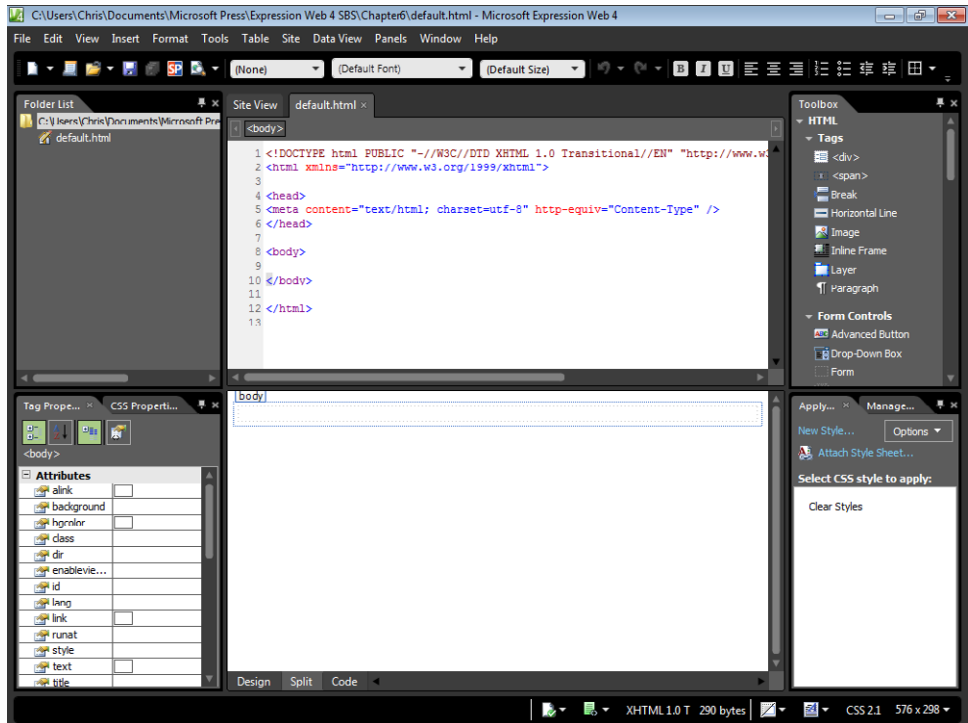 C:\Users\Chris\Documents\Microsoft Press\Expression Web 4 SBS\Chapter6\default.html - Microsoft Expression Web 4
File Edit View Insert Format Tools Table Site Data View Panels Window Help
SP (None) (Default Font) (Default Size) B I U
Folder List
C:\Users\Chris\Documents\Microsoft Pre
default.html
Site View default.html ×
<body>
1 <!DOCTYPE html PUBLIC "-//W3C//DTD XHTML 1.0 Transitional//EN" "http://www.w
2 <html xmlns="http://www.w3.org/1999/xhtml">
3
4 <head>
5 <meta content="text/html; charset=utf-8" http-equiv="Content-Type" />
6 </head>
7
8 <body>
9
10 </body>
11
12 </html>
13
Toolbox
HTML
Tags
<div>
<span>
Break
Horizontal Line
Image
Inline Frame
Layer
Paragraph
Form Controls
Advanced Button
Drop-Down Box
Form
Tag Prope... × CSS Properti...
<body>
Attributes
alink
background
bgcolor
class
dir
enablevie...
id
lang
link
runat
style
text
title
body
Design Split Code
Apply... × Manage...
New Style... Options
Attach Style Sheet...
Select CSS style to apply:
Clear Styles
XHTML 1.0 T 290 bytes CSS 2.1 576 x 298